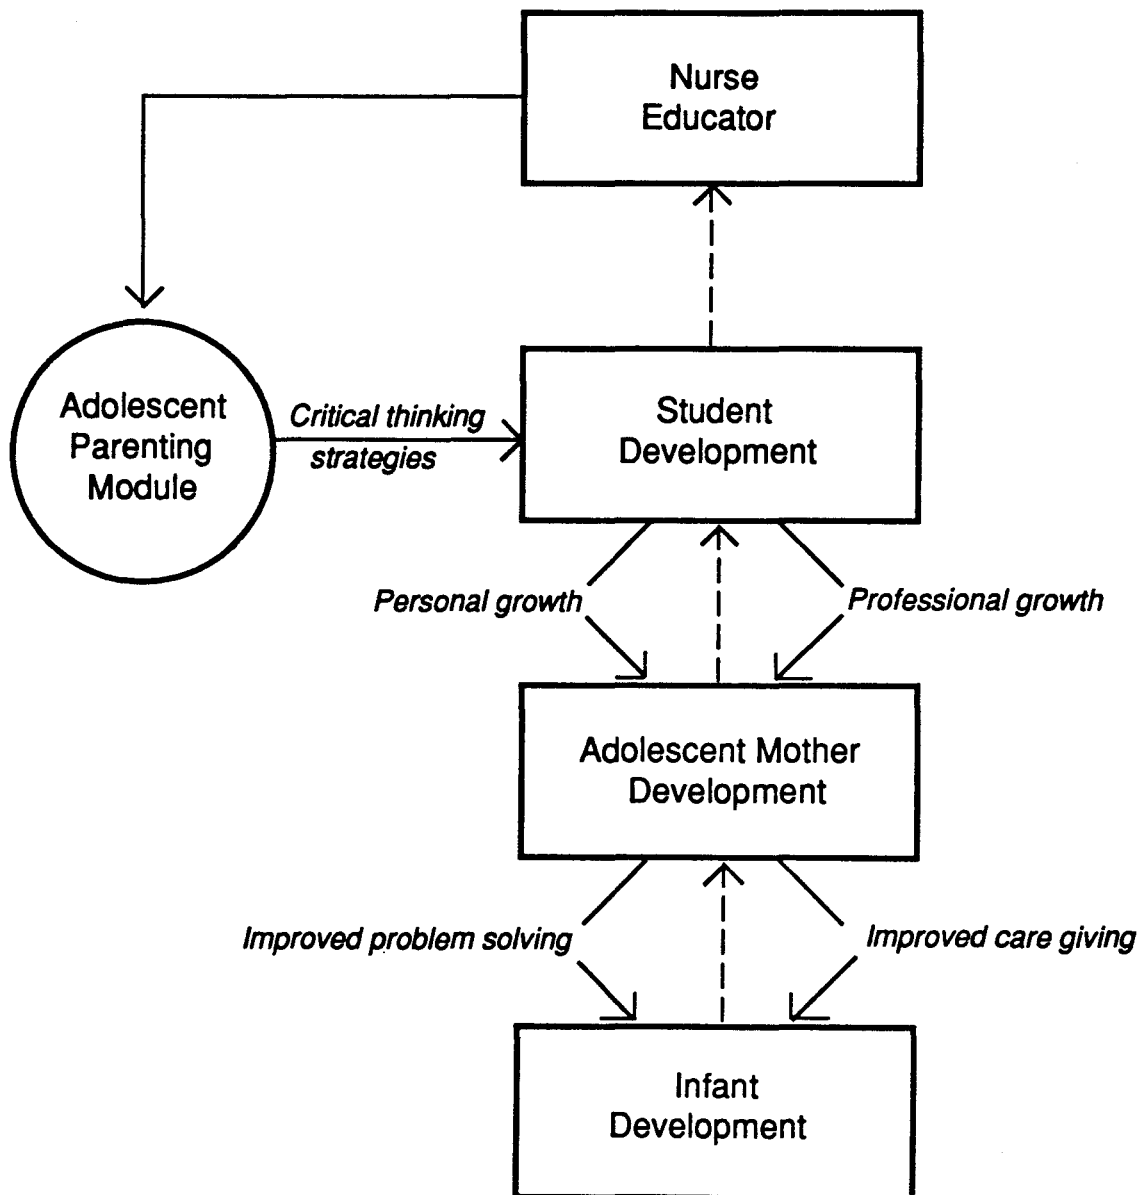 Nurse
Educator
Adolescent
Parenting
Module
Critical thinking
strategies
Student
Development
Personal growth
Professional growth
Adolescent Mother
Development
Improved problem solving
Improved care giving
Infant
Development